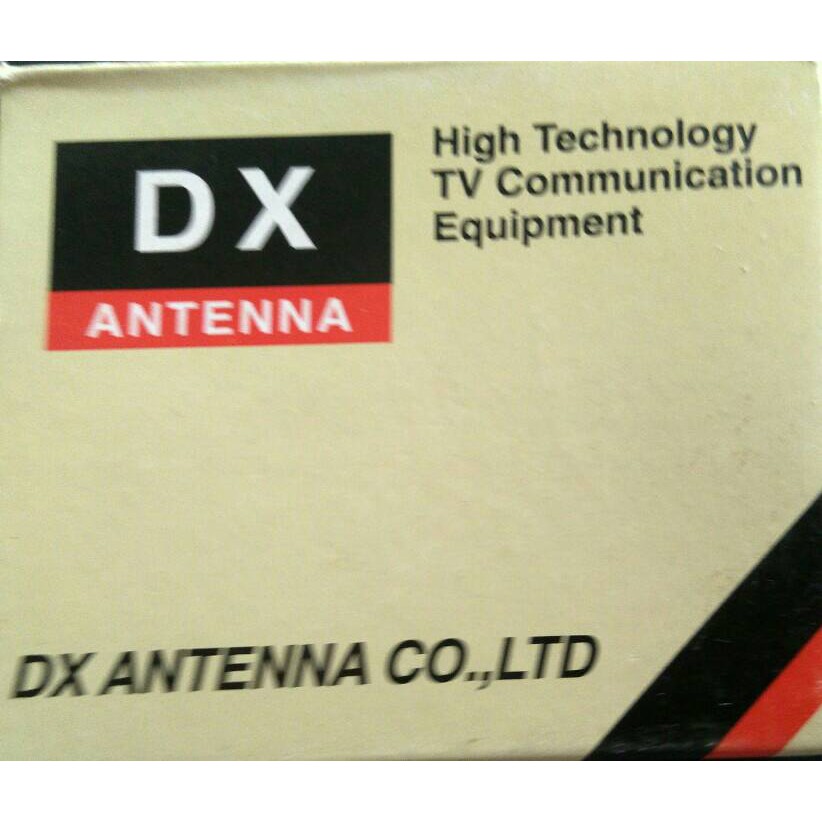 DX
ANTENNA
High Technology
TV Communication
Equipment
DX ANTENNA CO.,LTD